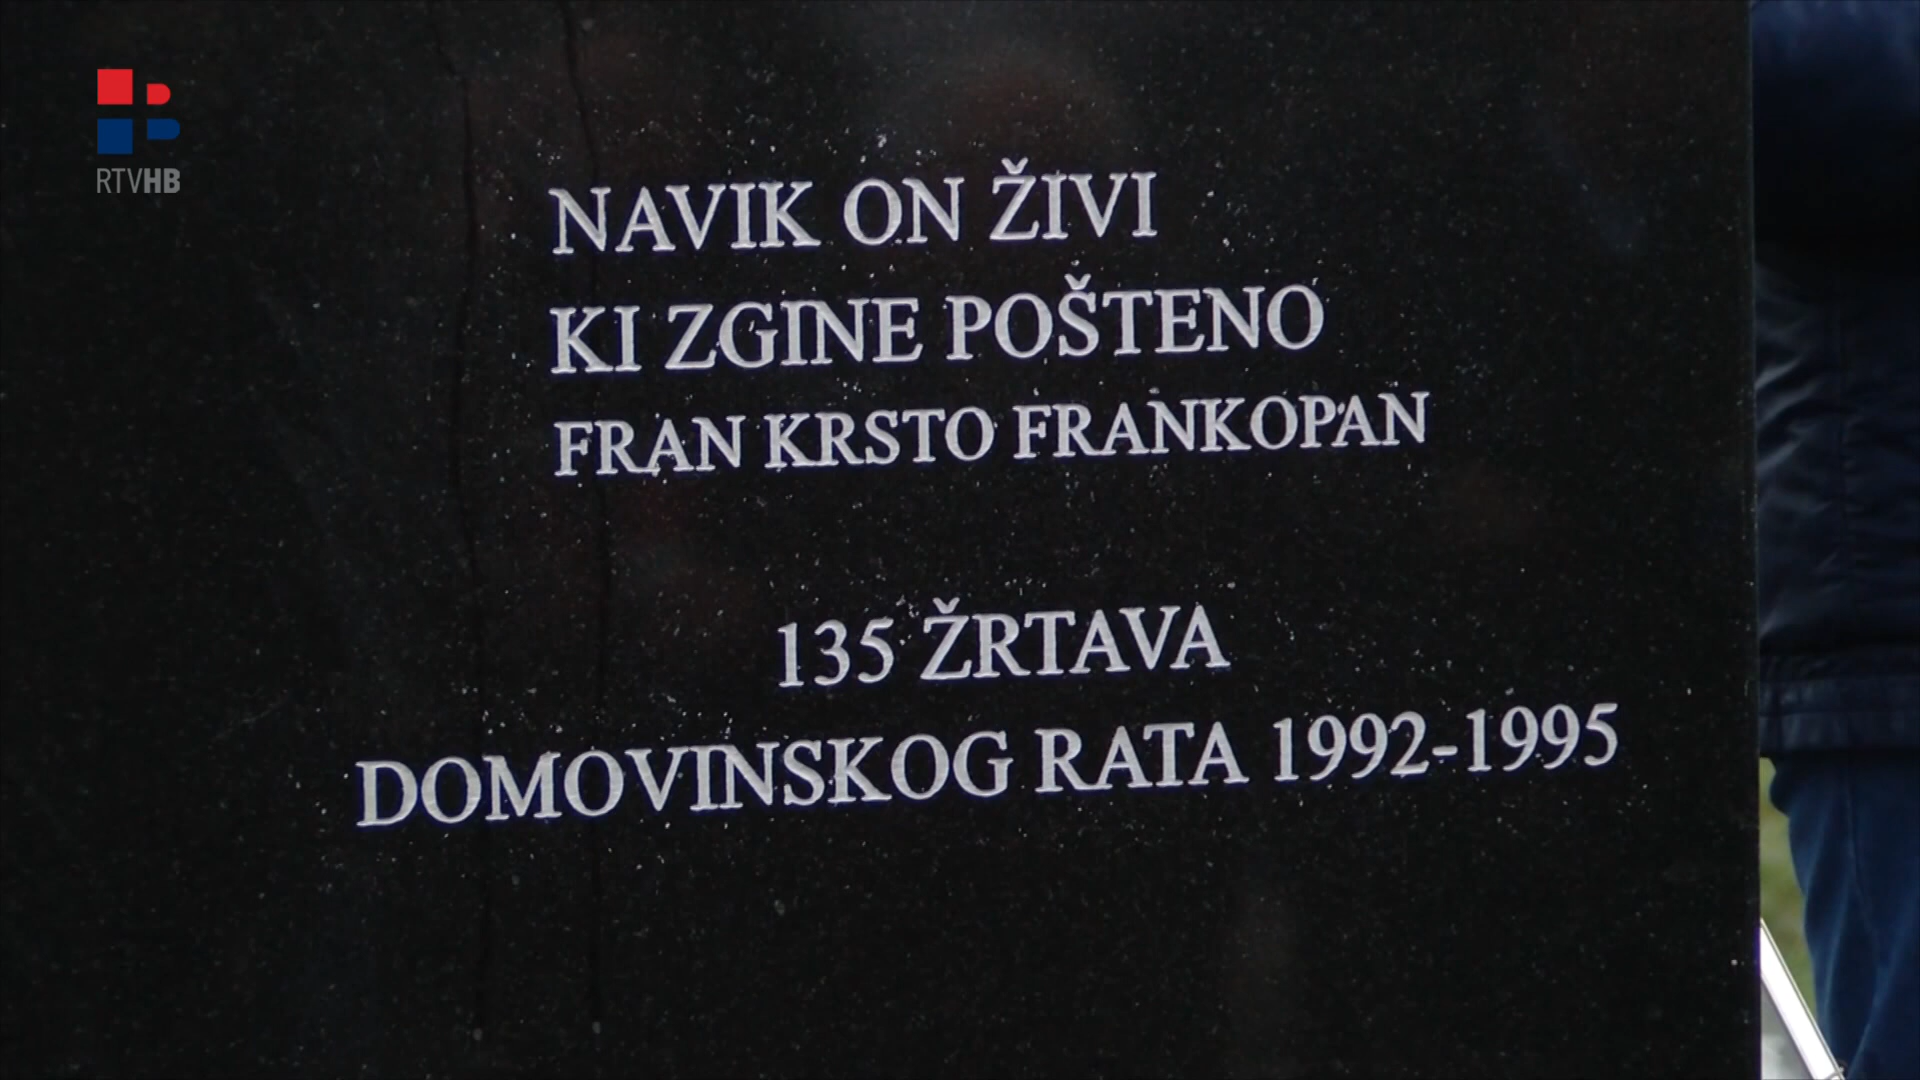 RTVHB
NAVIK ON ŽIVI
KI ZGINE POŠTENO
FRAN KRSTO FRANKOPAN
135 ŽRTAVA
DOMOVINSKOG RATA 1992-1995